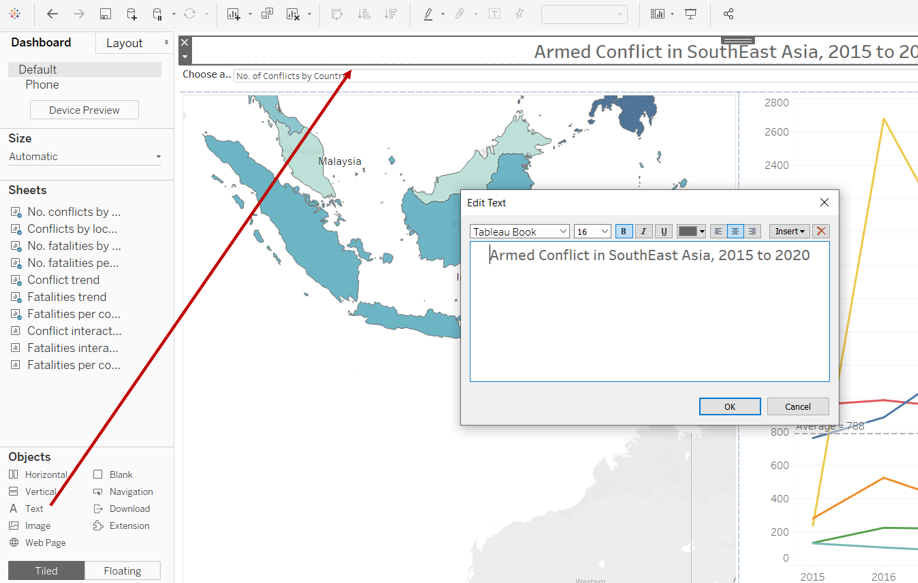 Dashboard
Layout
Default
Phone
Device Preview
Size
Automatic
Sheets
No. conflicts by ...
Conflicts by loc...
No. fatalities by ...
No. fatalities pe...
Conflict trend
Fatalities trend
Fatalities per co...
Conflict interact...
Fatalities intera...
Fatalities per co...
Objects
Horizontal
Blank
Vertical
Navigation
A Text
Download
Image
Extension
Web Page
Tiled
Floating
Armed Conflict in SouthEast Asia, 2015 to 20
Choose a..
No. of Conflicts by Country
Malaysia
Edit Text
Tableau Book
16
B
I
U
Insert
Armed Conflict in SouthEast Asia, 2015 to 2020
OK
Cancel
Western
2800
2600
2400
Average = 788
800
600
400
200
0
2015
2016